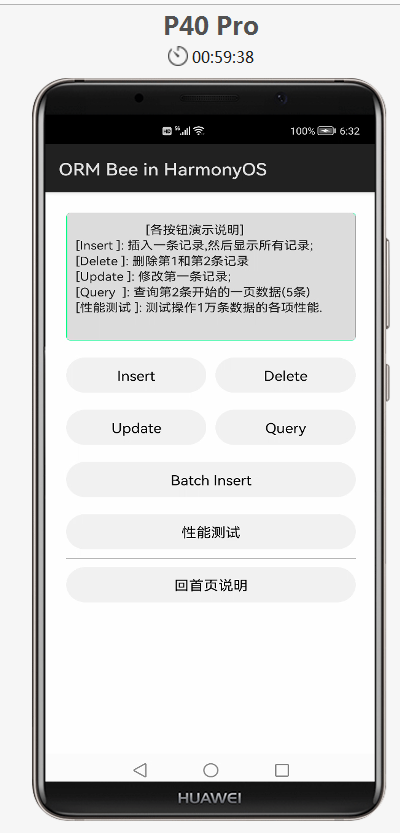 P40 Pro
00:59:38
100% 6:32
ORM Bee in HarmonyOS
[各按钮演示说明]
[Insert ]: 插入一条记录,然后显示所有记录;
[Delete ]: 删除第1和第2条记录
[Update ]: 修改第一条记录;
[Query  ]: 查询第2条开始的一页数据(5条)
[性能测试 ]: 测试操作1万条数据的各项性能.
Insert Delete
Update Query
Batch Insert
性能测试
回首页说明
HUAWEI